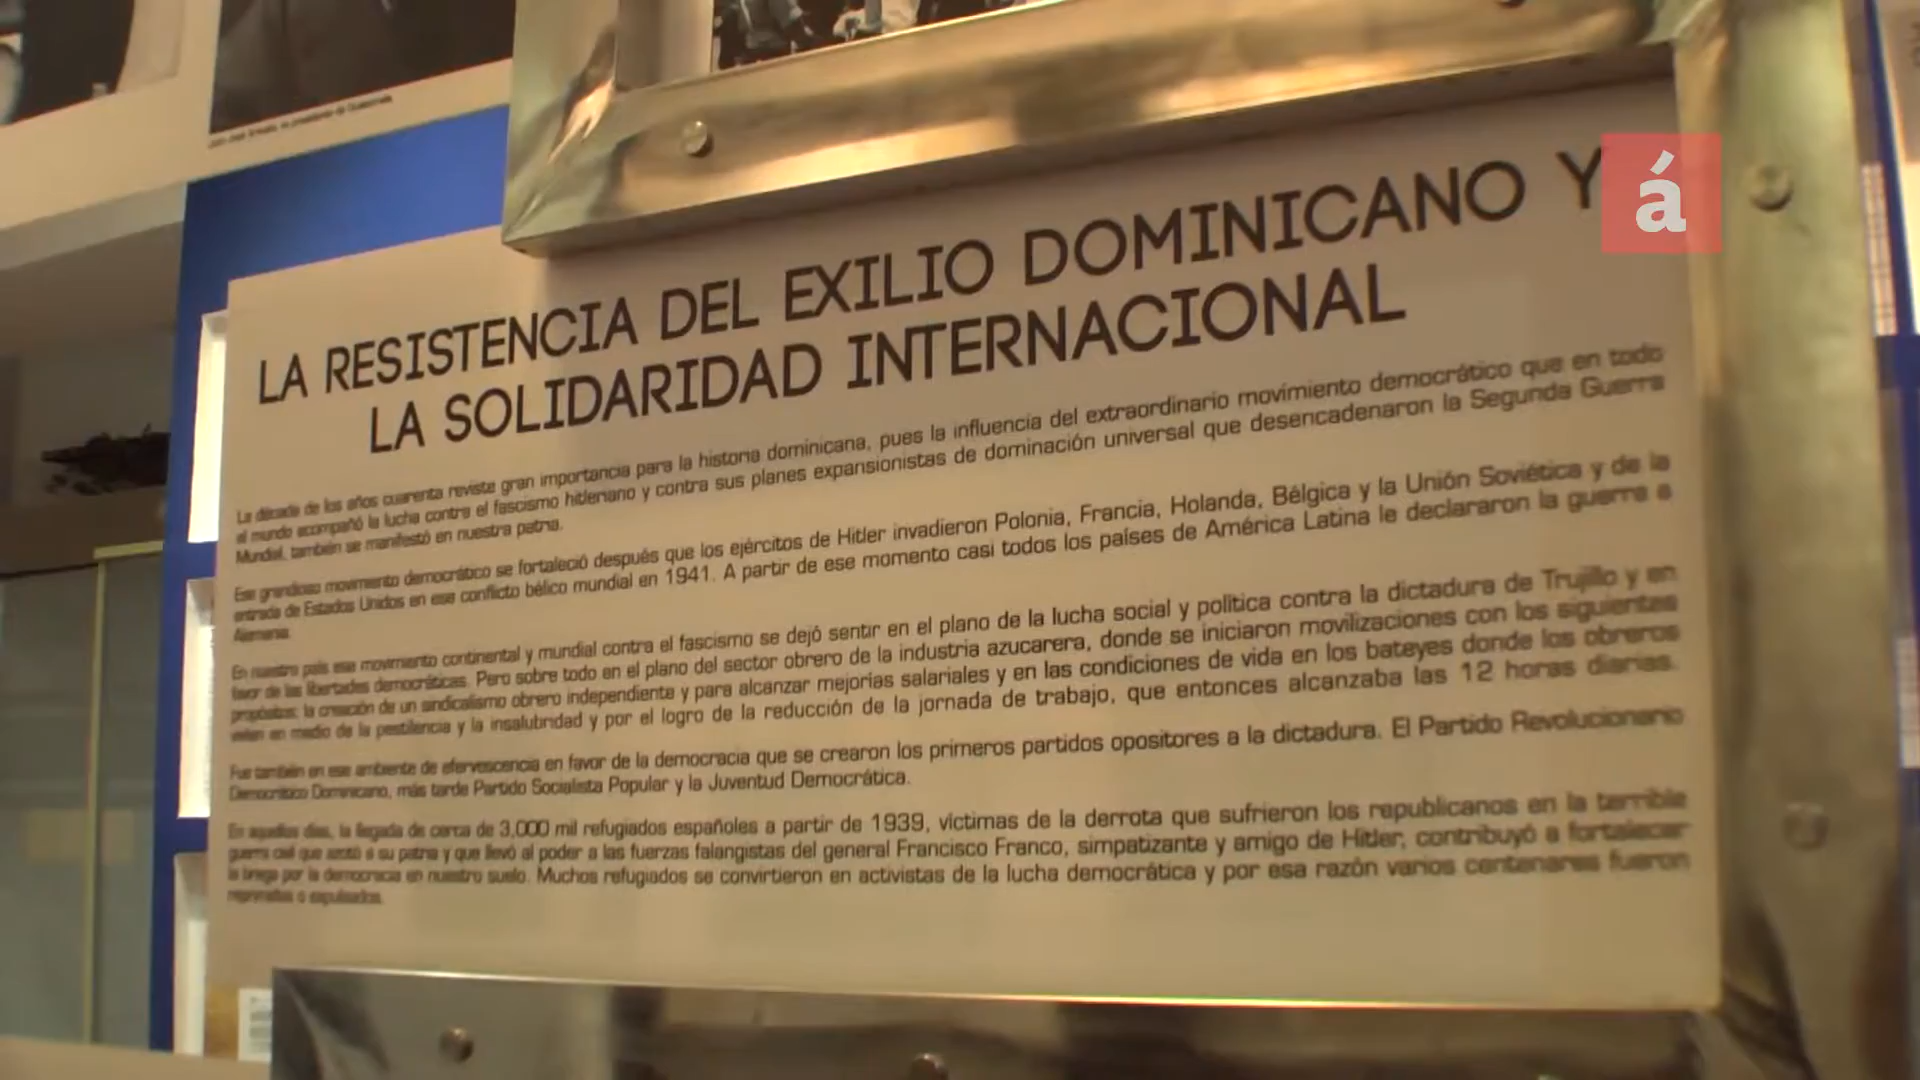 Juan José Arévalo, ex presidente de Guatemala
á
LA RESISTENCIA DEL EXILIO DOMINICANO Y
LA SOLIDARIDAD INTERNACIONAL
La década de los años cuarenta reviste gran importancia para la historia dominicana, pues la influencia del extraordinario movimiento democrático que en todo
el mundo acompañó la lucha contra el fascismo hitleriano y contra sus planes expansionistas de dominación universal que desencadenaron la Segunda Guerra
Mundial, también se manifestó en nuestra patria.
Ese grandioso movimiento democrático se fortaleció después que los ejércitos de Hitler invadieron Polonia, Francia, Holanda, Bélgica y la Unión Soviética y de la
entrada de Estados Unidos en ese conflicto bélico mundial en 1941. A partir de ese momento casi todos los países de América Latina le declararon la guerra a
Alemania.
En nuestro país ese movimiento continental y mundial contra el fascismo se dejó sentir en el plano de la lucha social y política contra la dictadura de Trujillo y en
favor de las libertades democráticas. Pero sobre todo en el plano del sector obrero de la industria azucarera, donde se iniciaron movilizaciones con los siguientes
propósitos: la creación de un sindicalismo obrero independiente y para alcanzar mejorías salariales y en las condiciones de vida en los bateyes donde los obreros
vivían en medio de la pestilencia y la insalubridad y por el logro de la reducción de la jornada de trabajo, que entonces alcanzaba las 12 horas diarias.
Fue también en ese ambiente de efervescencia en favor de la democracia que se crearon los primeros partidos opositores a la dictadura. El Partido Revolucionario
Democrático Dominicano, más tarde Partido Socialista Popular y la Juventud Democrática.
En aquellos días, la llegada de cerca de 3,000 mil refugiados españoles a partir de 1939, víctimas de la derrota que sufrieron los republicanos en la terrible
guerra civil que azotó a su patria y que llevó al poder a las fuerzas falangistas del general Francisco Franco, simpatizante y amigo de Hitler, contribuyó a fortalecer
la brega por la democracia en nuestro suelo. Muchos refugiados se convirtieron en activistas de la lucha democrática y por esa razón varios centenares fueron
reprimidos o expulsados.